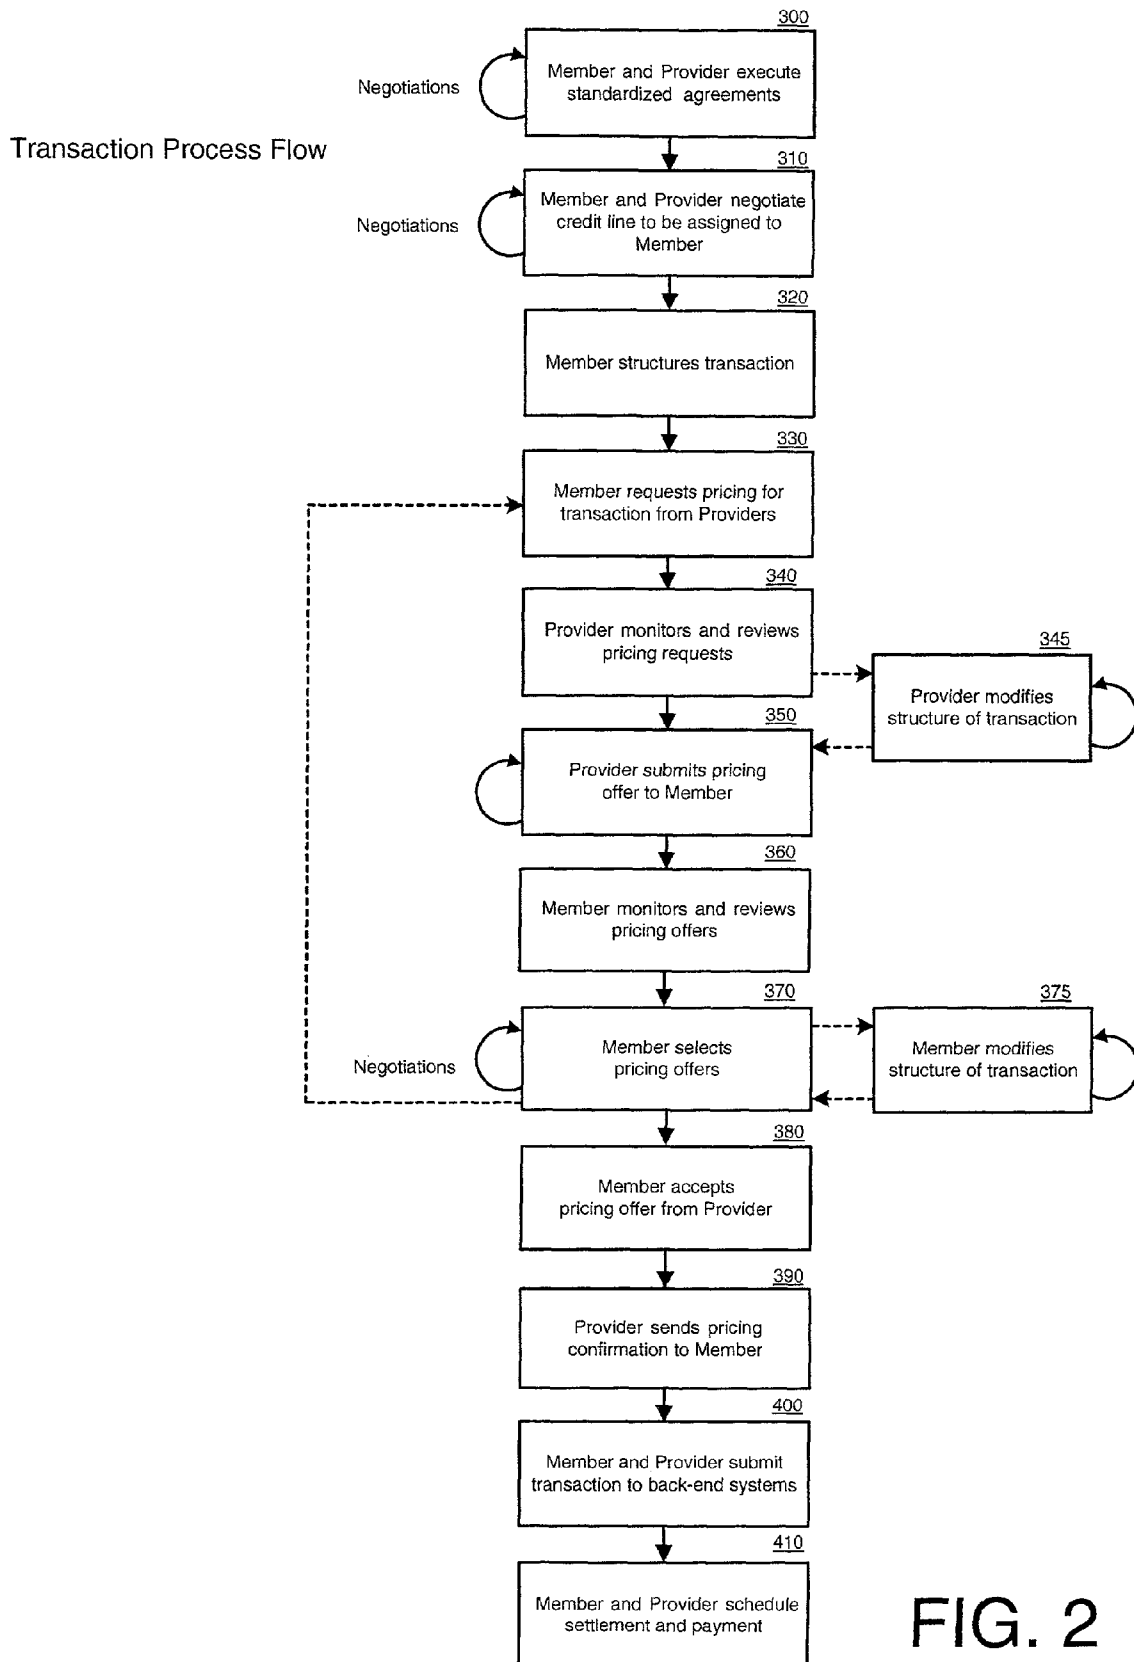 300
Negotiations
Member and Provider execute
standardized agreements
Transaction Process Flow
310
Negotiations
Member and Provider negotiate
credit line to be assigned to
Member
320
Member structures transaction
330
Member requests pricing for
transaction from Providers
340
Provider monitors and reviews
pricing requests
345
Provider modifies
structure of transaction
350
Provider submits pricing
offer to Member
360
Member monitors and reviews
pricing offers
370
Negotiations
Member selects
pricing offers
375
Member modifies
structure of transaction
380
Member accepts
pricing offer from Provider
390
Provider sends pricing
confirmation to Member
400
Member and Provider submit
transaction to back-end systems
410
Member and Provider schedule
settlement and payment
FIG. 2